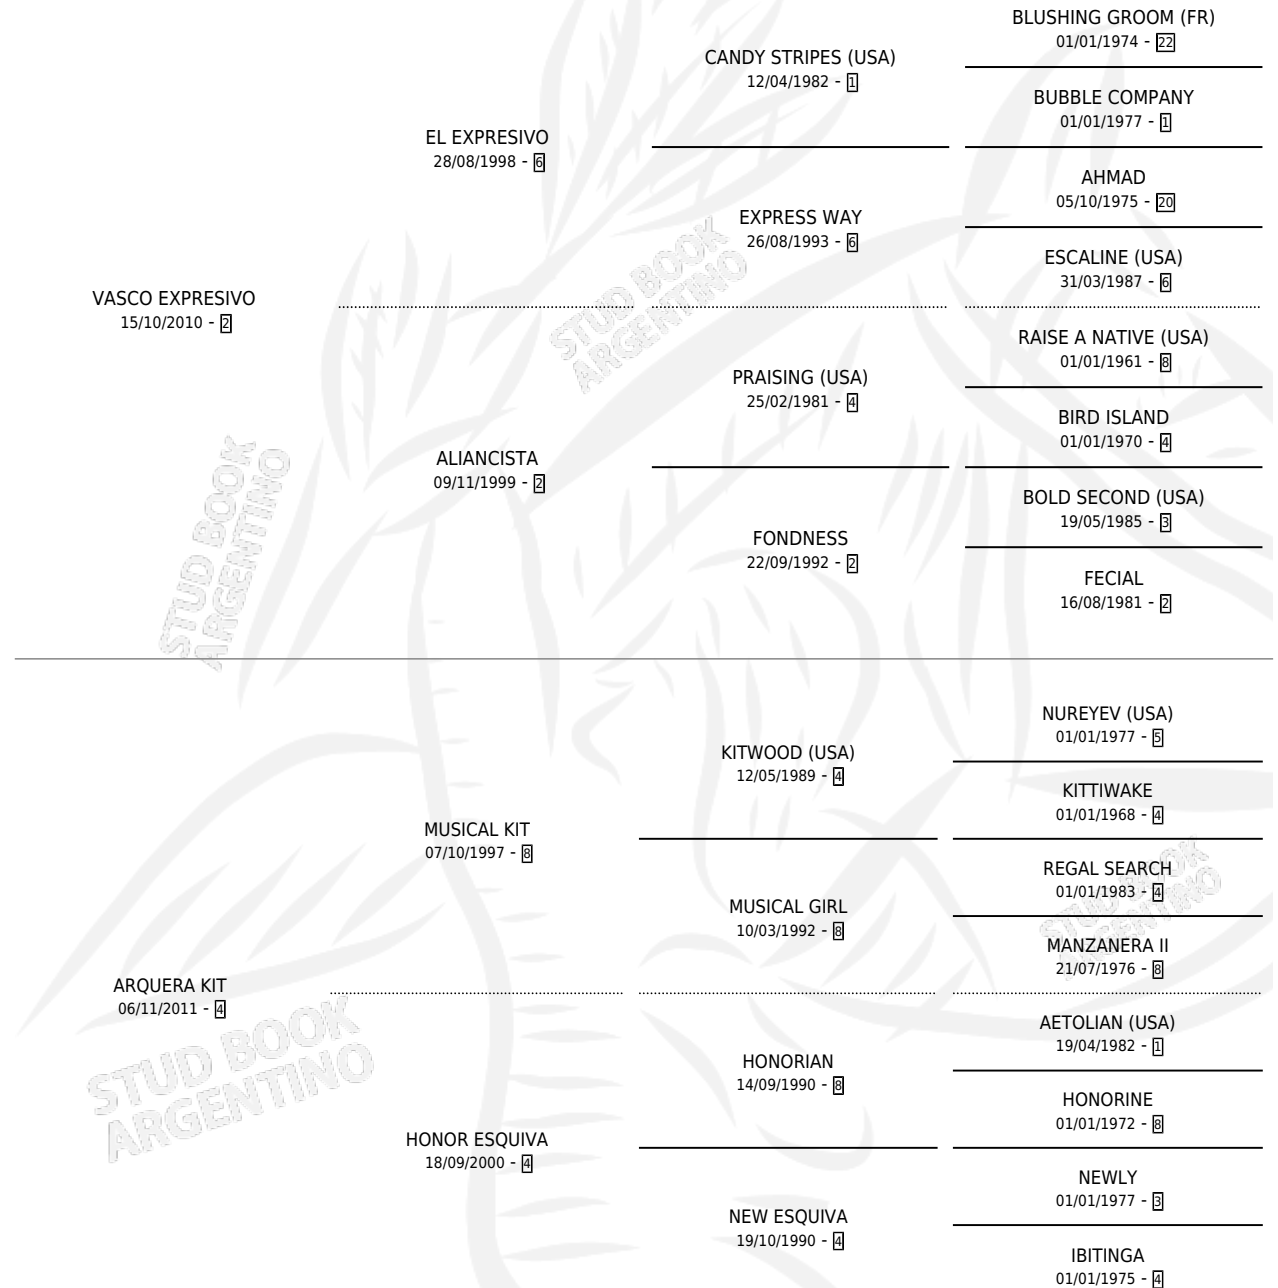 BLUSHING GROOM (FR)
01/01/1974 - 22
CANDY STRIPES (USA)
12/04/1982 - 1
BUBBLE COMPANY
01/01/1977 - 1
EL EXPRESIVO
28/08/1998 - 6
AHMAD
05/10/1975 - 20
EXPRESS WAY
26/08/1993 - 6
ESCALINE (USA)
31/03/1987 - 6
VASCO EXPRESIVO
15/10/2010 - 2
RAISE A NATIVE (USA)
01/01/1961 - 8
PRAISING (USA)
25/02/1981 - 4
BIRD ISLAND
01/01/1970 - 4
ALIANCISTA
09/11/1999 - 2
BOLD SECOND (USA)
19/05/1985 - 3
FONDNESS
22/09/1992 - 2
FECIAL
16/08/1981 - 2
NUREYEV (USA)
01/01/1977 - 5
KITWOOD (USA)
12/05/1989 - 4
KITTIWAKE
01/01/1968 - 4
MUSICAL KIT
07/10/1997 - 8
REGAL SEARCH
01/01/1983 - 4
MUSICAL GIRL
10/03/1992 - 8
MANZANERA II
21/07/1976 - 8
ARQUERA KIT
06/11/2011 - 4
AETOLIAN (USA)
19/04/1982 - 1
HONORIAN
14/09/1990 - 8
HONORINE
01/01/1972 - 8
HONOR ESQUIVA
18/09/2000 - 4
NEWLY
01/01/1977 - 3
NEW ESQUIVA
19/10/1990 - 4
IBITINGA
01/01/1975 - 4
STUD BOOK
ARGENTINO
STUD BOOK
ARGENTINO
STUD BOOK
ARGENTINO
STUD BOOK
ARGENTINO